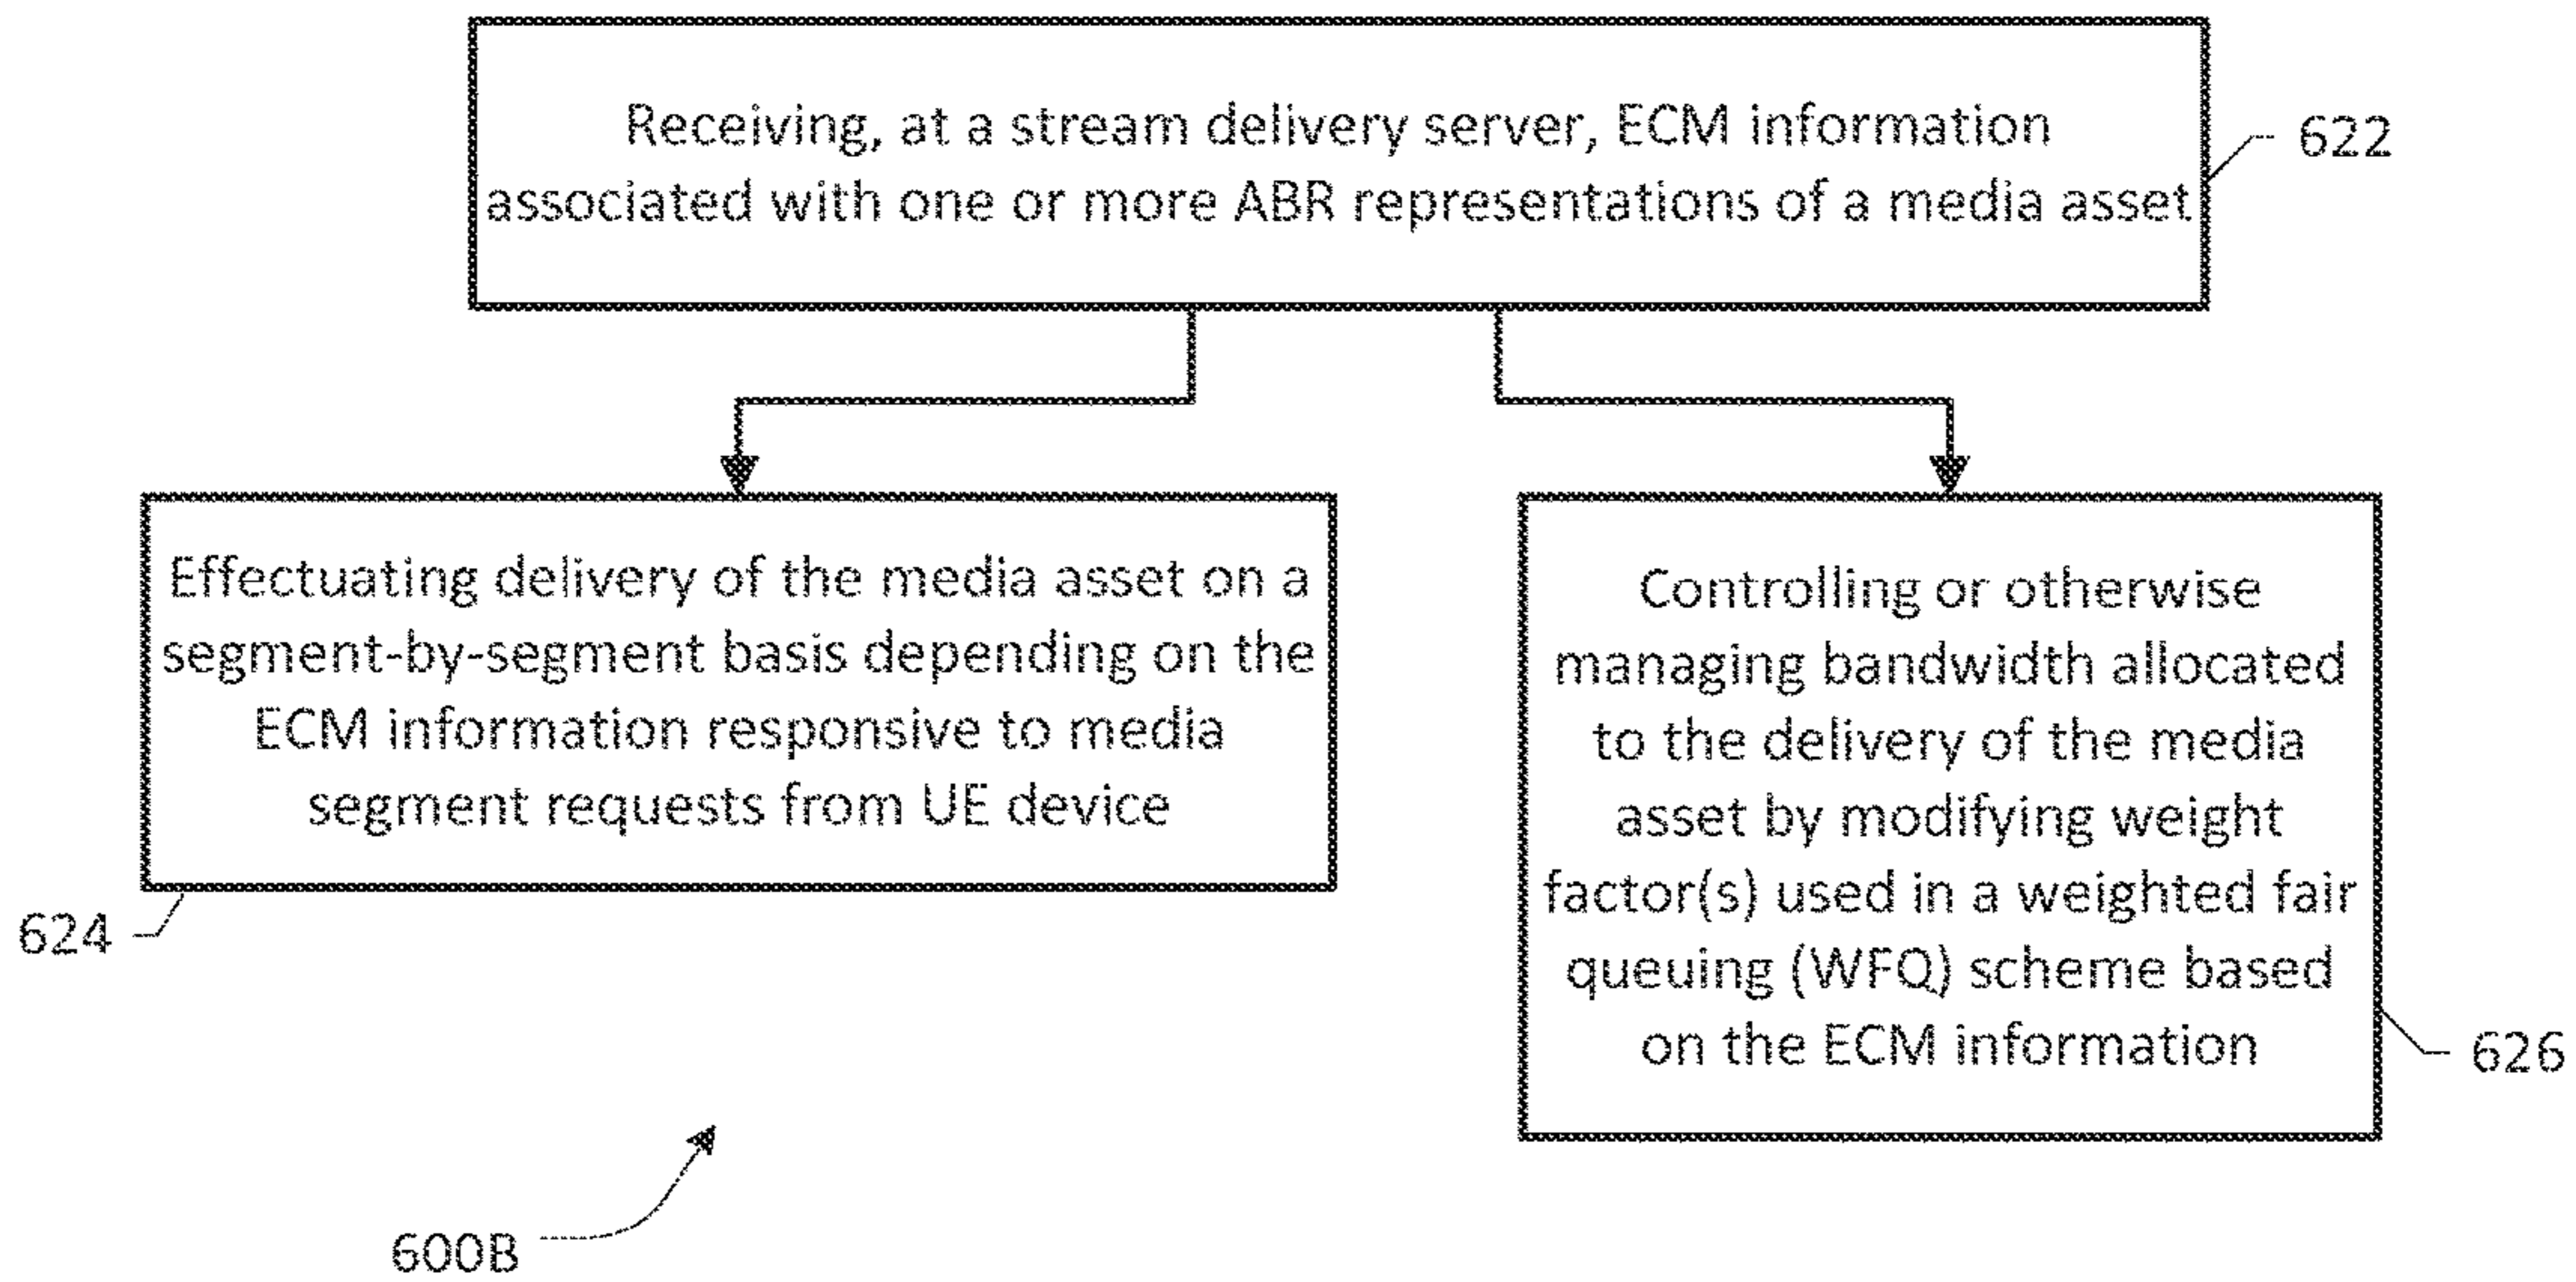 Receiving, at a stream delivery server, ECM information
associated with one or more ABR representations of a media asset
622
Effectuating delivery of the media asset on a
segment-by-segment basis depending on the
ECM information responsive to media
segment requests from UE device
624
Controlling or otherwise
managing bandwidth allocated
to the delivery of the media
asset by modifying weight
factor(s) used in a weighted fair
queuing (WFQ) scheme based
on the ECM information
626
600B